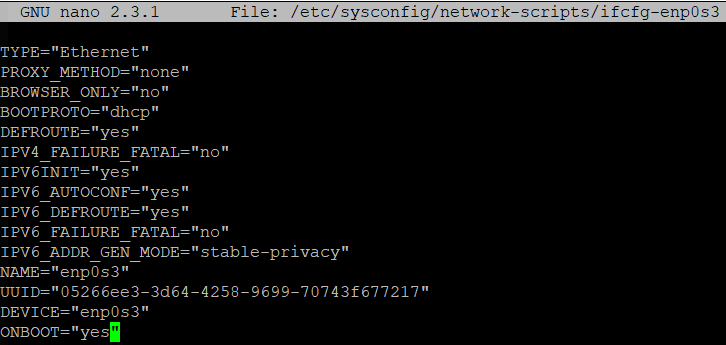 GNU nano 2.3.1 File: /etc/sysconfig/network-scripts/ifcfg-enp0s3
TYPE="Ethernet"
PROXY_METHOD="none"
BROWSER_ONLY="no"
BOOTPROTO="dhcp"
DEFROUTE="yes"
IPV4_FAILURE_FATAL="no"
IPV6INIT="yes"
IPV6_AUTOCONF="yes"
IPV6_DEFROUTE="yes"
IPV6_FAILURE_FATAL="no"
IPV6_ADDR_GEN_MODE="stable-privacy"
NAME="enp0s3"
UUID="05266ee3-3d64-4258-9699-70743f677217"
DEVICE="enp0s3"
ONBOOT="yes"